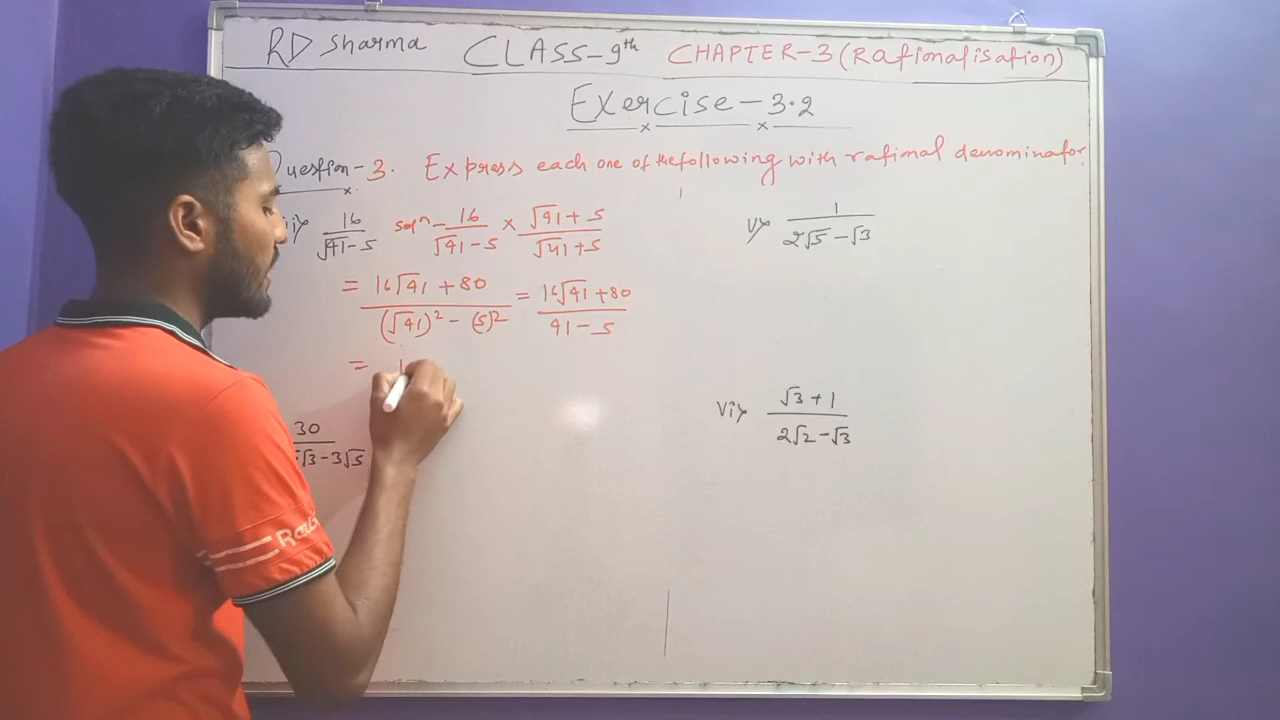 RD Sharma CLASS-9th CHAPTER-3 (Rationalisation)
Exercise-3.2
Question-3. Express each one of the following with rational denominator.
16/(√41-5) soln- 16/(√41-5) × (√41+5)/(√41+5)
= (16√41+80)/((√41)²-(5)²) = (16√41+80)/(41-5)
=
30/(√3-3√5)
V> 1/(2√5-√3)
Vi> (√3+1)/(2√2-√3)